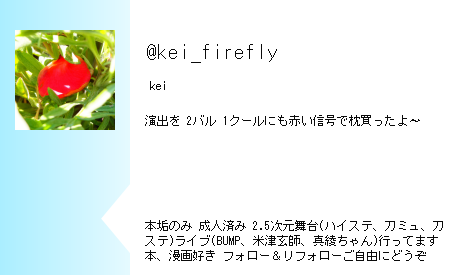 @kei_firefly
kei
演出を 2バル 1クールにも赤い信号で枕買ったよ〜
本垢のみ 成人済み 2.5次元舞台(ハイステ、刀ミュ、刀
ステ)ライブ(BUMP、米津玄師、真綾ちゃん)行ってます
本、漫画好き フォロー＆リフォローご自由にどうぞ